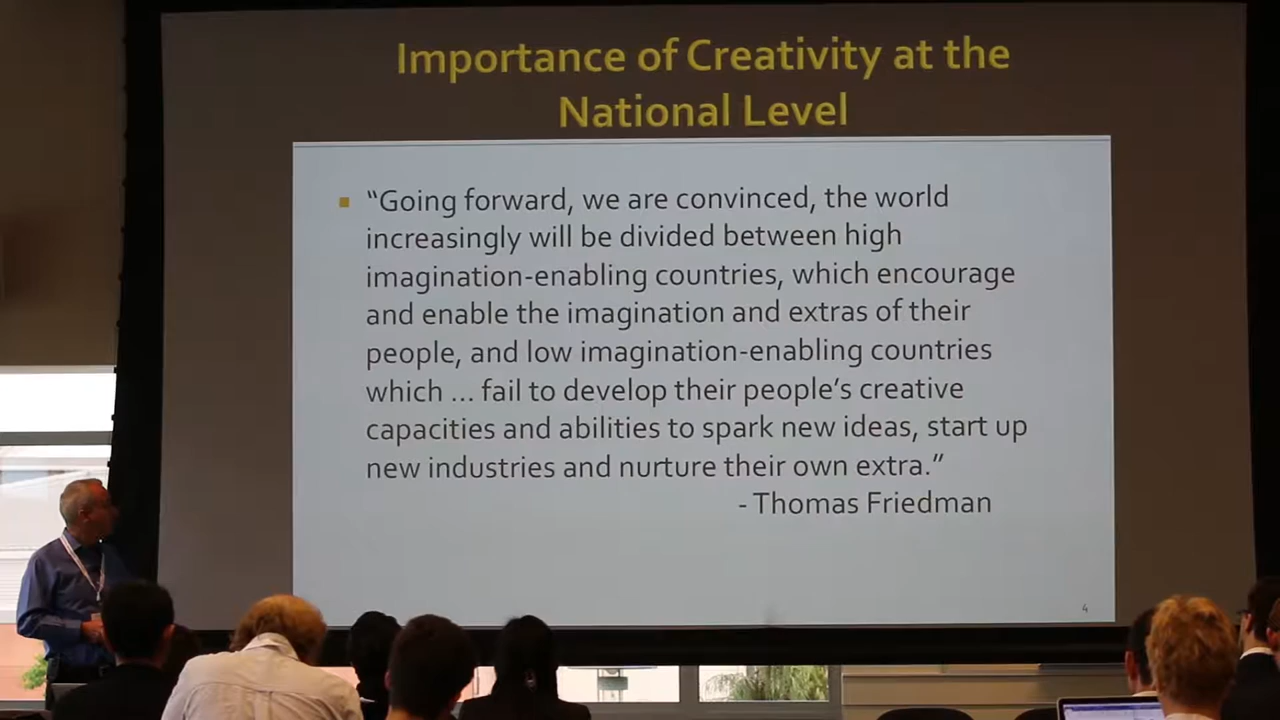 Importance of Creativity at the
National Level
“Going forward, we are convinced, the world
increasingly will be divided between high
imagination-enabling countries, which encourage
and enable the imagination and extras of their
people, and low imagination-enabling countries
which ... fail to develop their people’s creative
capacities and abilities to spark new ideas, start up
new industries and nurture their own extra.”
- Thomas Friedman
4